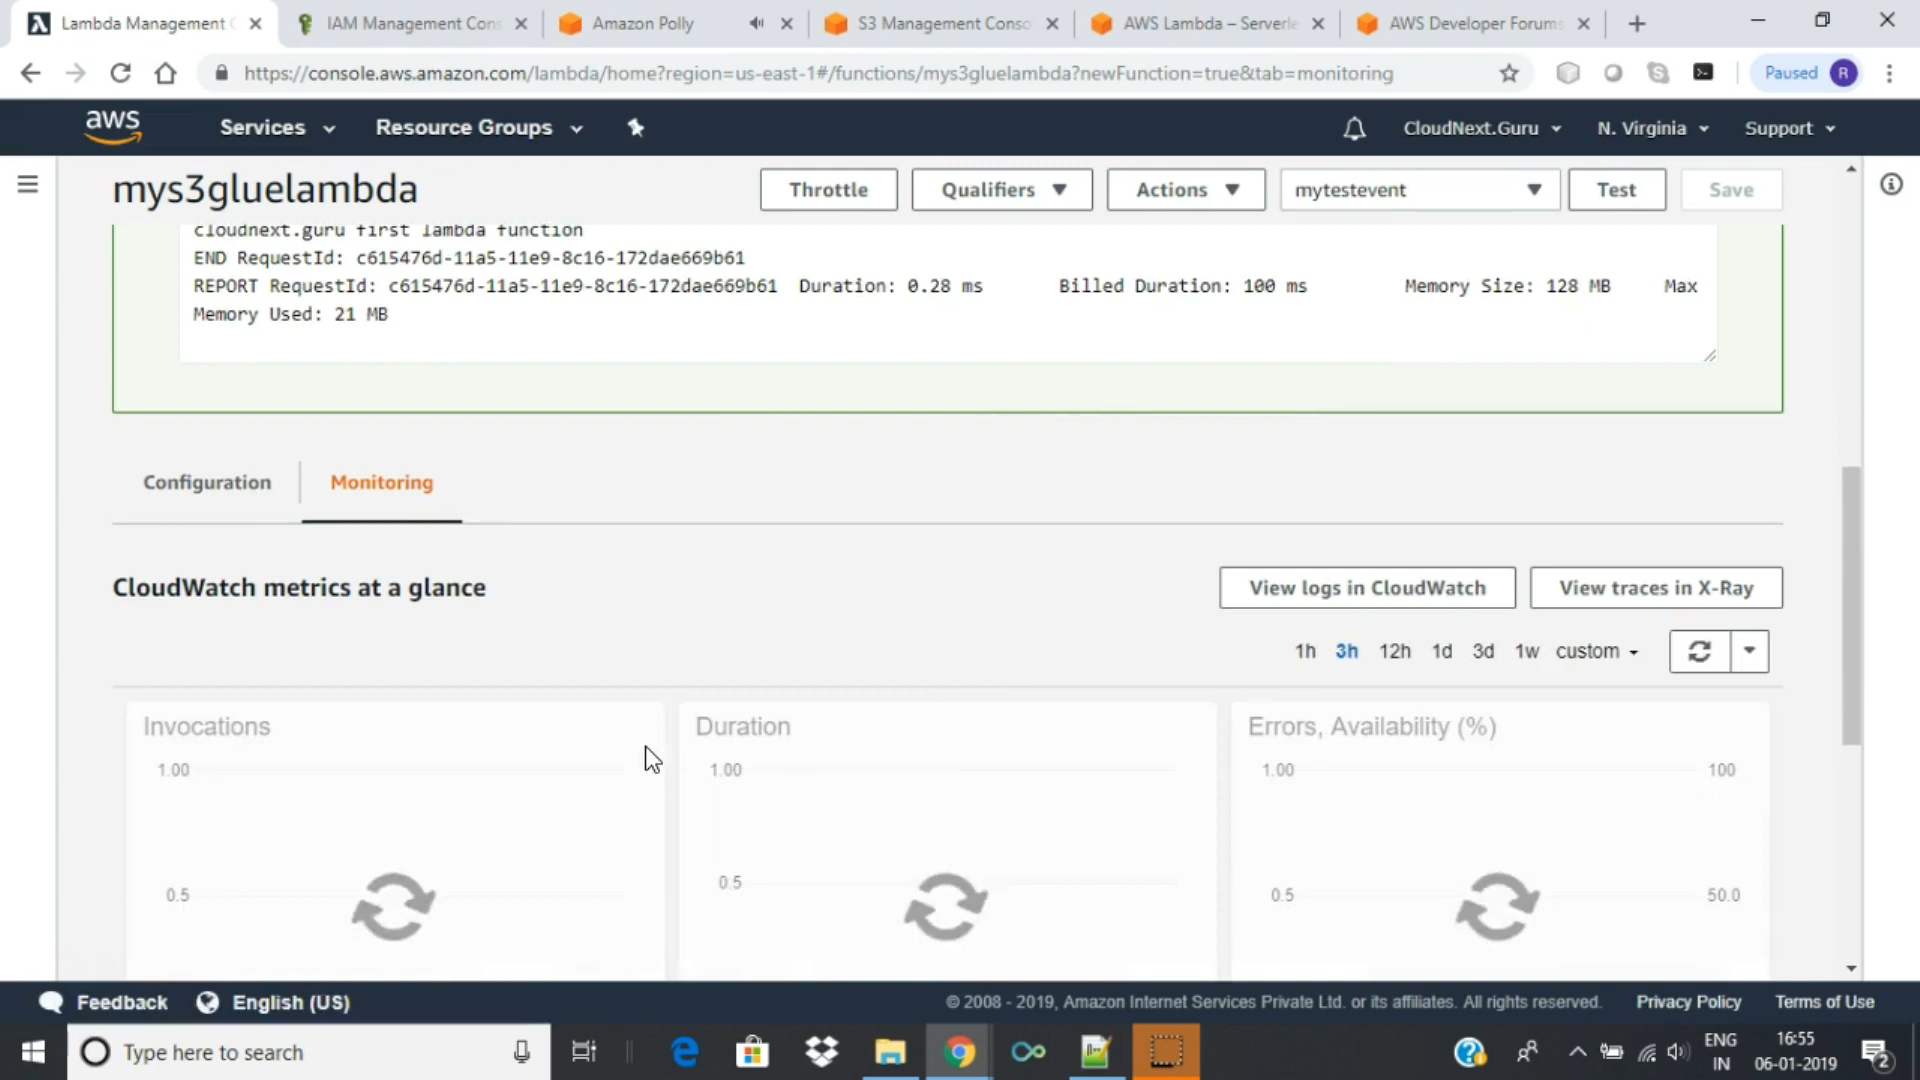 Lambda Management C
IAM Management Cons
Amazon Polly
S3 Management Conso
AWS Lambda – Serverle
AWS Developer Forums
https://console.aws.amazon.com/lambda/home?region=us-east-1#/functions/mys3gluelambda?newFunction=true&tab=monitoring
Paused R
aws Services Resource Groups CloudNext.Guru N. Virginia Support
mys3gluelambda Throttle Qualifiers Actions mytestevent Test Save
cloudnext.guru first lambda function
END RequestId: c615476d-11a5-11e9-8c16-172dae669b61
REPORT RequestId: c615476d-11a5-11e9-8c16-172dae669b61 Duration: 0.28 ms Billed Duration: 100 ms Memory Size: 128 MB Max
Memory Used: 21 MB
Configuration Monitoring
CloudWatch metrics at a glance View logs in CloudWatch View traces in X-Ray
1h 3h 12h 1d 3d 1w custom
Invocations Duration Errors, Availability (%)
1.00 1.00 1.00 100
0.5 0.5 0.5 50.0
Feedback English (US) © 2008 - 2019, Amazon Internet Services Private Ltd. or its affiliates. All rights reserved. Privacy Policy Terms of Use
Type here to search
ENG
IN
16:55
06-01-2019
2